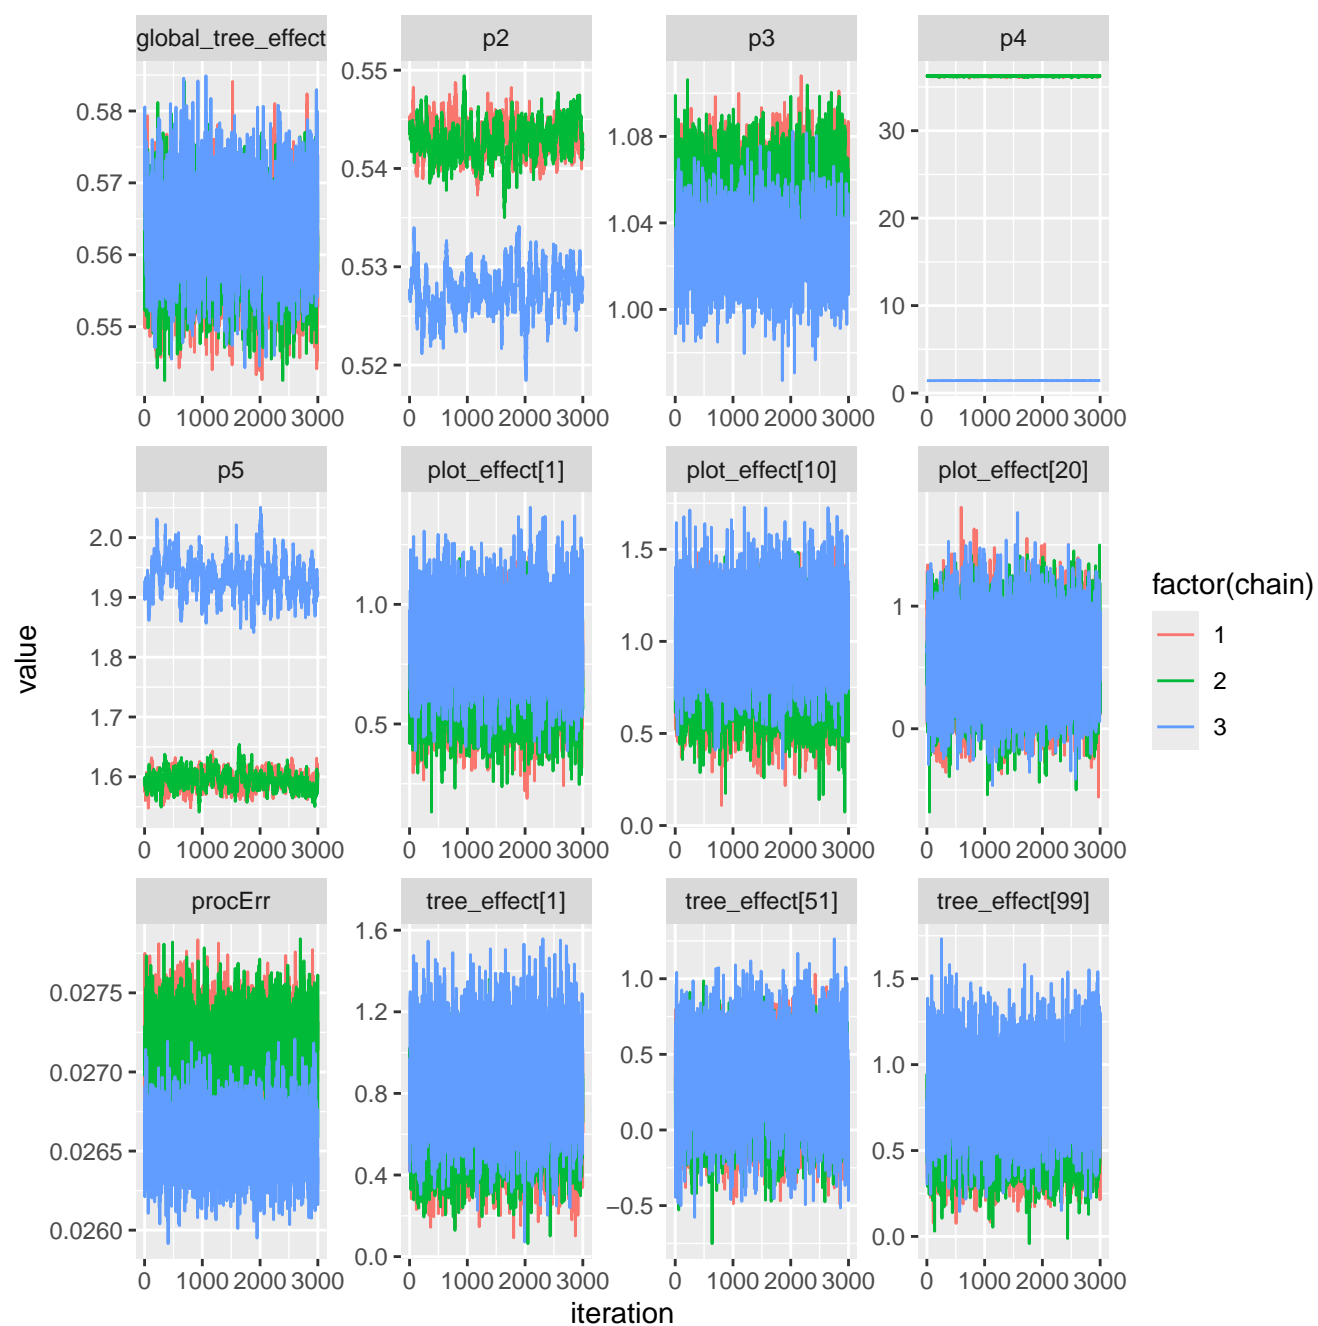 global_tree_effect
p2
p3
p4
0.58
0.57
0.56
0.55
0.55
0.54
0.53
0.52
1.08
1.04
1.00
30
20
10
0
0 1000 2000 3000
0 1000 2000 3000
0 1000 2000 3000
0 1000 2000 3000
p5
plot_effect[1]
plot_effect[10]
plot_effect[20]
2.0
1.9
1.8
1.7
1.6
1.0
0.5
1.5
1.0
0.5
0.0
1
0
0 1000 2000 3000
0 1000 2000 3000
0 1000 2000 3000
0 1000 2000 3000
procErr
tree_effect[1]
tree_effect[51]
tree_effect[99]
0.0275
0.0270
0.0265
0.0260
1.6
1.2
0.8
0.4
0.0
1.0
0.5
0.0
−0.5
1.5
1.0
0.5
0.0
0 1000 2000 3000
0 1000 2000 3000
0 1000 2000 3000
0 1000 2000 3000
iteration
value
factor(chain)
1
2
3